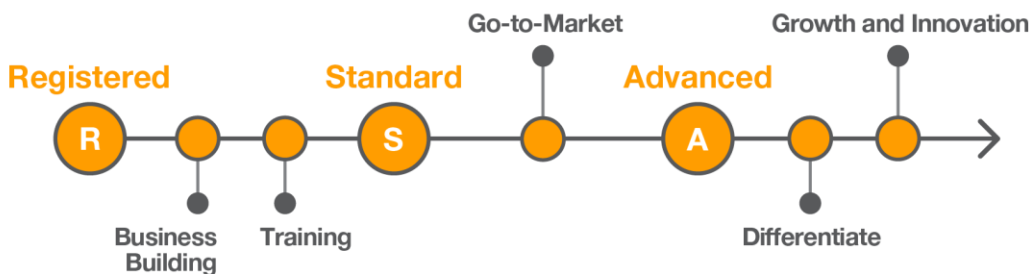 Go-to-Market
Growth and Innovation
Registered
Standard
Advanced
R
S
A
Business
Building
Training
Differentiate